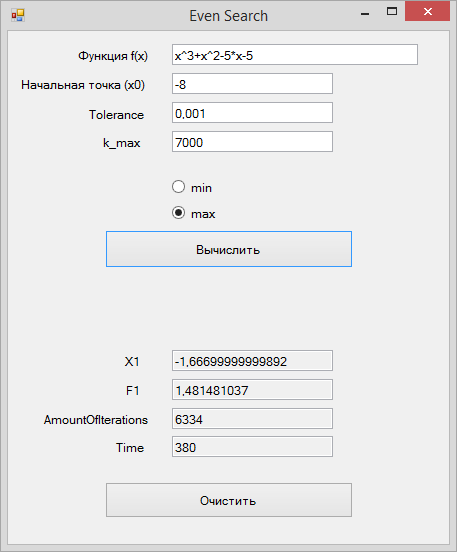 Even Search
Функция f(x) x^3+x^2-5*x-5
Начальная точка (x0) -8
Tolerance 0,001
k_max 7000
min
max
Вычислить
X1 -1,66699999999892
F1 1,481481037
AmountOfIterations 6334
Time 380
Очистить